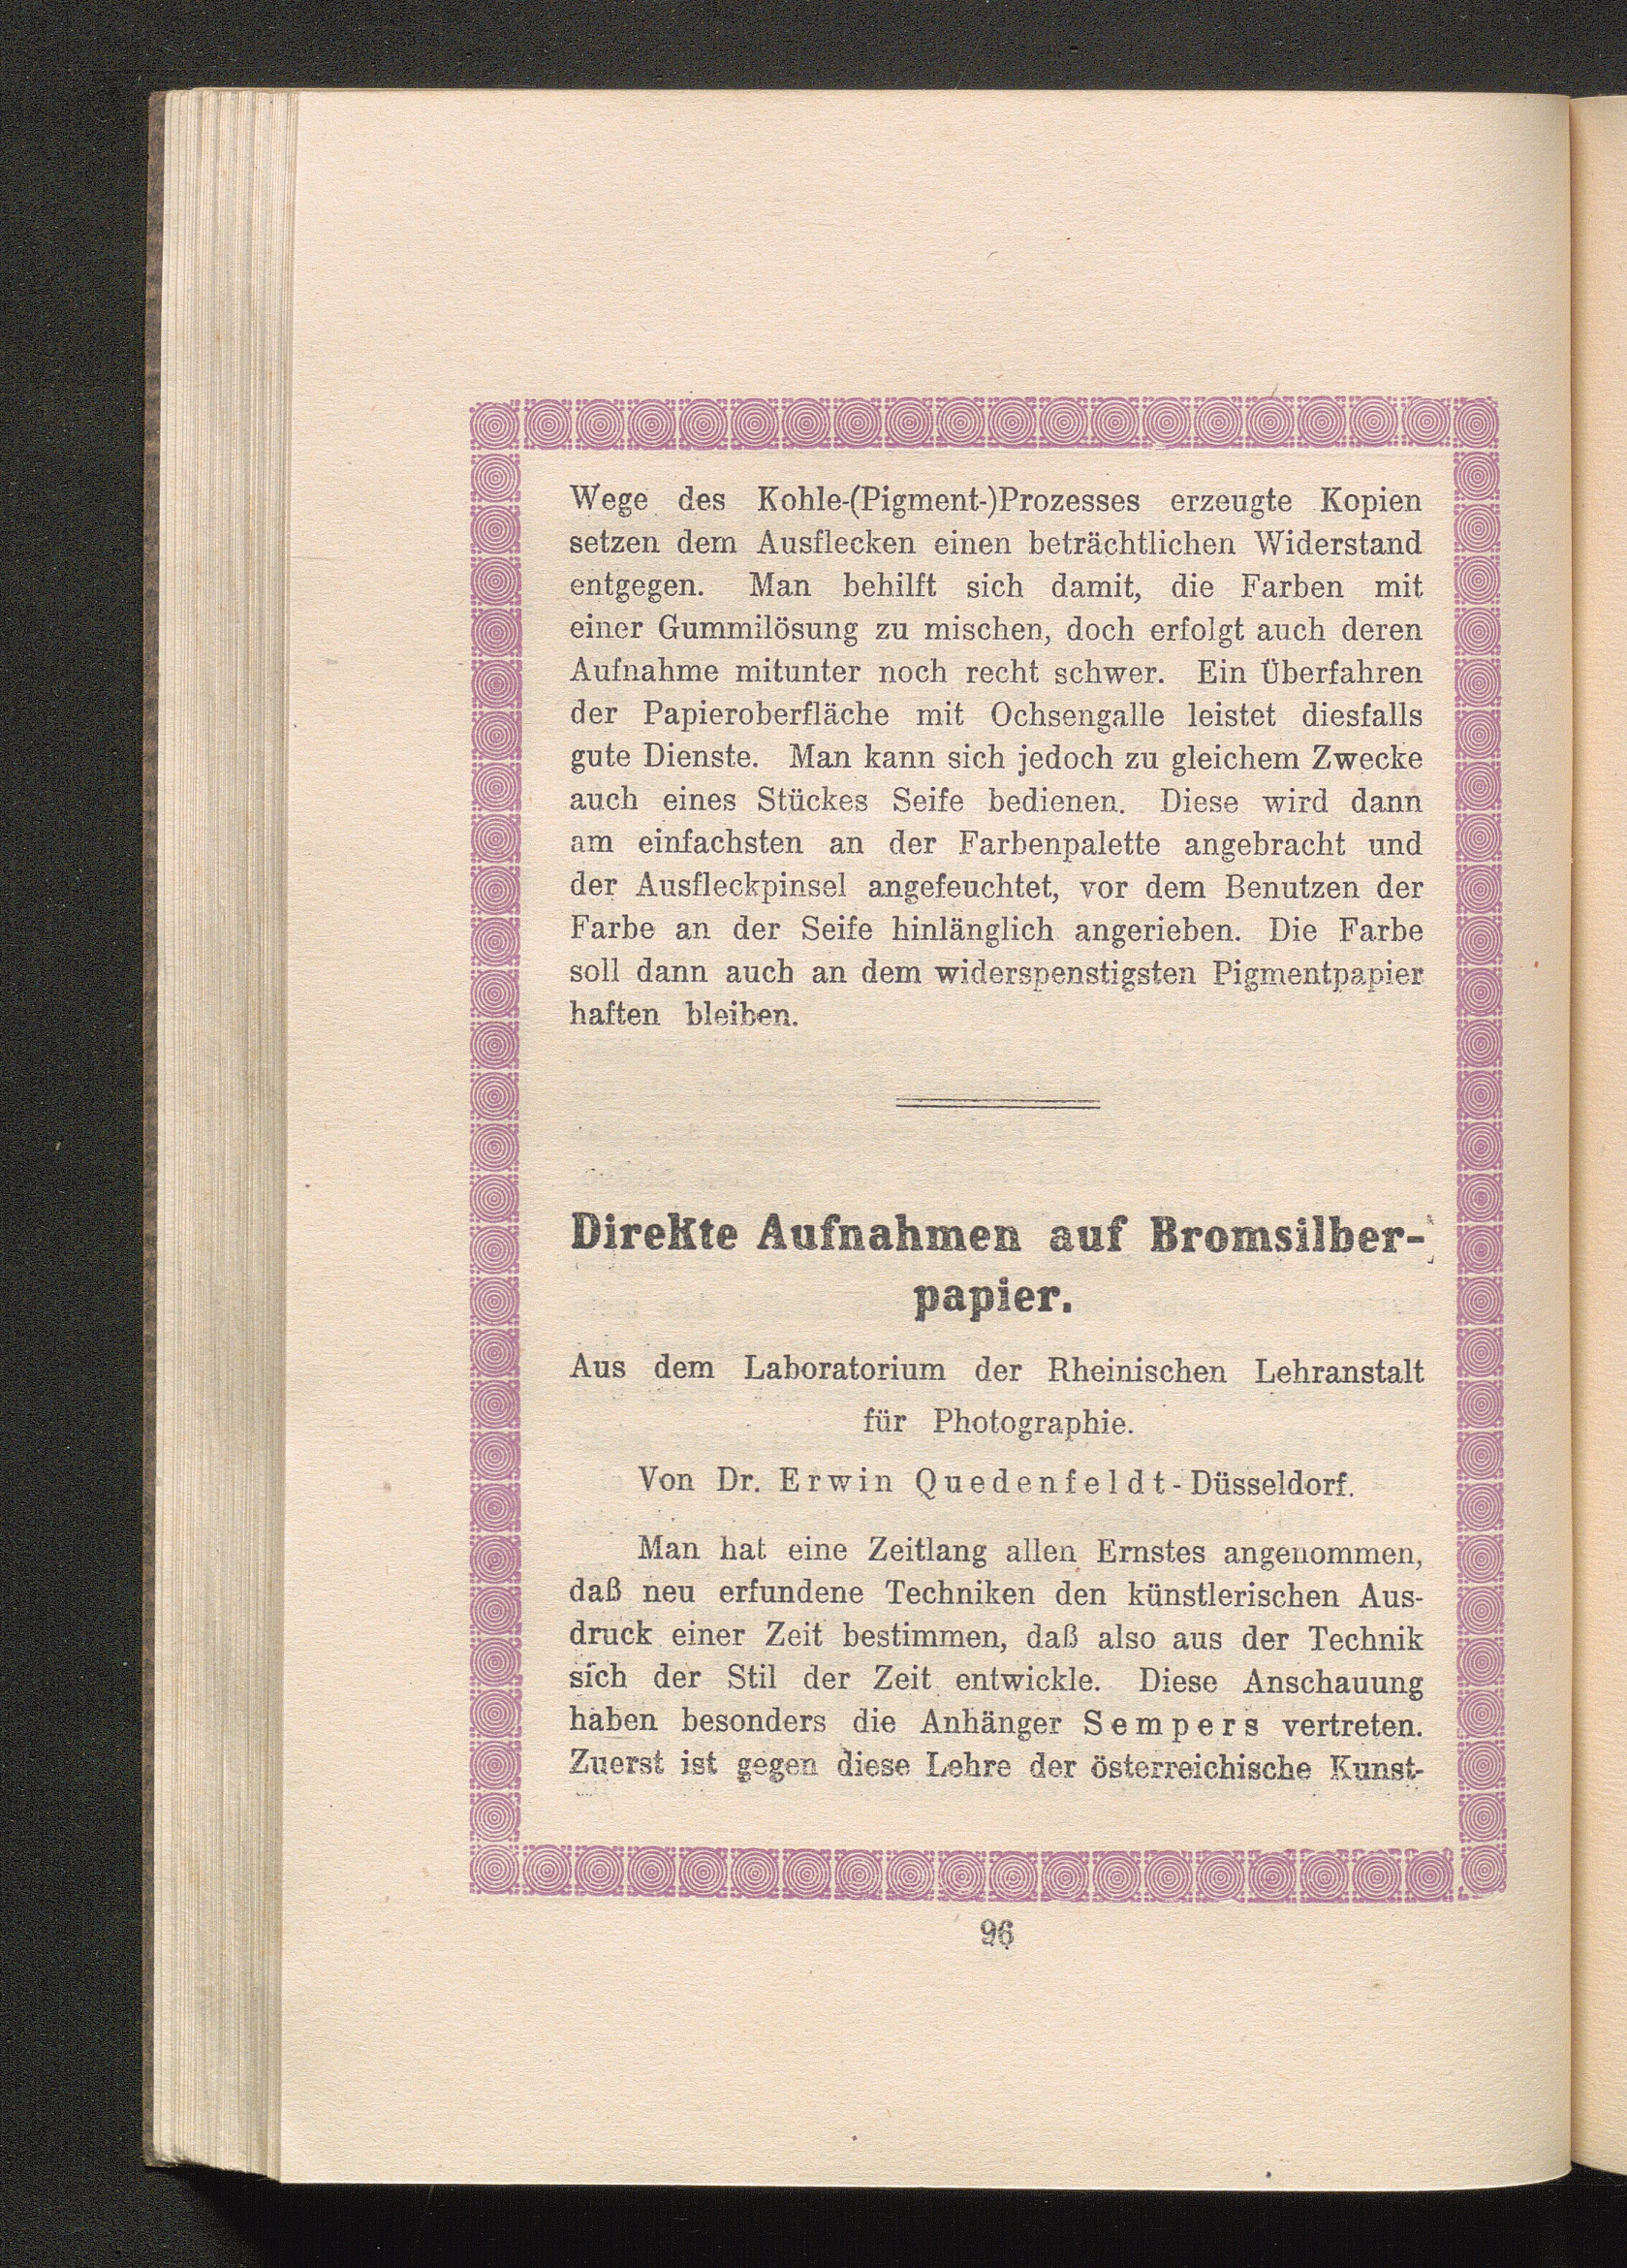 Wege des Kohle-(Pigment-)Prozesses erzeugte Kopien
setzen dem Ausflecken einen beträchtlichen Widerstand
entgegen. Man behilft sich damit, die Farben mit
einer Gummilösung zu mischen, doch erfolgt auch deren
Aufnahme mitunter noch recht schwer. Ein Überfahren
der Papieroberfläche mit Ochsengalle leistet diesfalls
gute Dienste. Man kann sich jedoch zu gleichem Zwecke
auch eines Stückes Seife bedienen. Diese wird dann
am einfachsten an der Farbenpalette angebracht und
der Ausfleckpinsel angefeuchtet, vor dem Benutzen der
Farbe an der Seife hinlänglich angerieben. Die Farbe
soll dann auch an dem widerspenstigsten Pigmentpapier
haften bleiben.
Direkte Aufnahmen auf Bromsilber-
papier.
Aus dem Laboratorium der Rheinischen Lehranstalt
für Photographie.
Von Dr. Erwin Quedenfeldt-Düsseldorf.
Man hat eine Zeitlang allen Ernstes angenommen,
daß neu erfundene Techniken den künstlerischen Aus-
druck einer Zeit bestimmen, daß also aus der Technik
sich der Stil der Zeit entwickle. Diese Anschauung
haben besonders die Anhänger Sempers vertreten.
Zuerst ist gegen diese Lehre der österreichische Kunst-
96